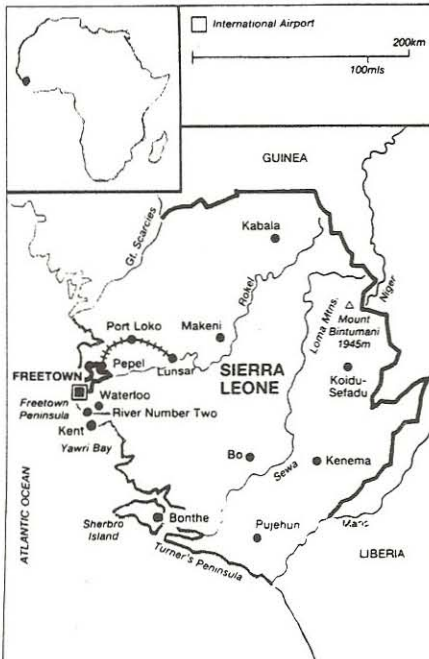 International Airport
200km
100mls
GUINEA
Gt. Scarcies
Kabala
Niger
Rokel
Loma Mtns.
Mount
Bintumani
1945m
Port Loko
Makeni
Pepel
Lunsar
SIERRA
LEONE
Koidu-
Sefadu
FREETOWN
Waterloo
Freetown
Peninsula
River Number Two
Kent
Yawri Bay
Bo
Sewa
Kenema
ATLANTIC OCEAN
Sherbro
Island
Bonthe
Pujehun
Turner's Peninsula
LIBERIA